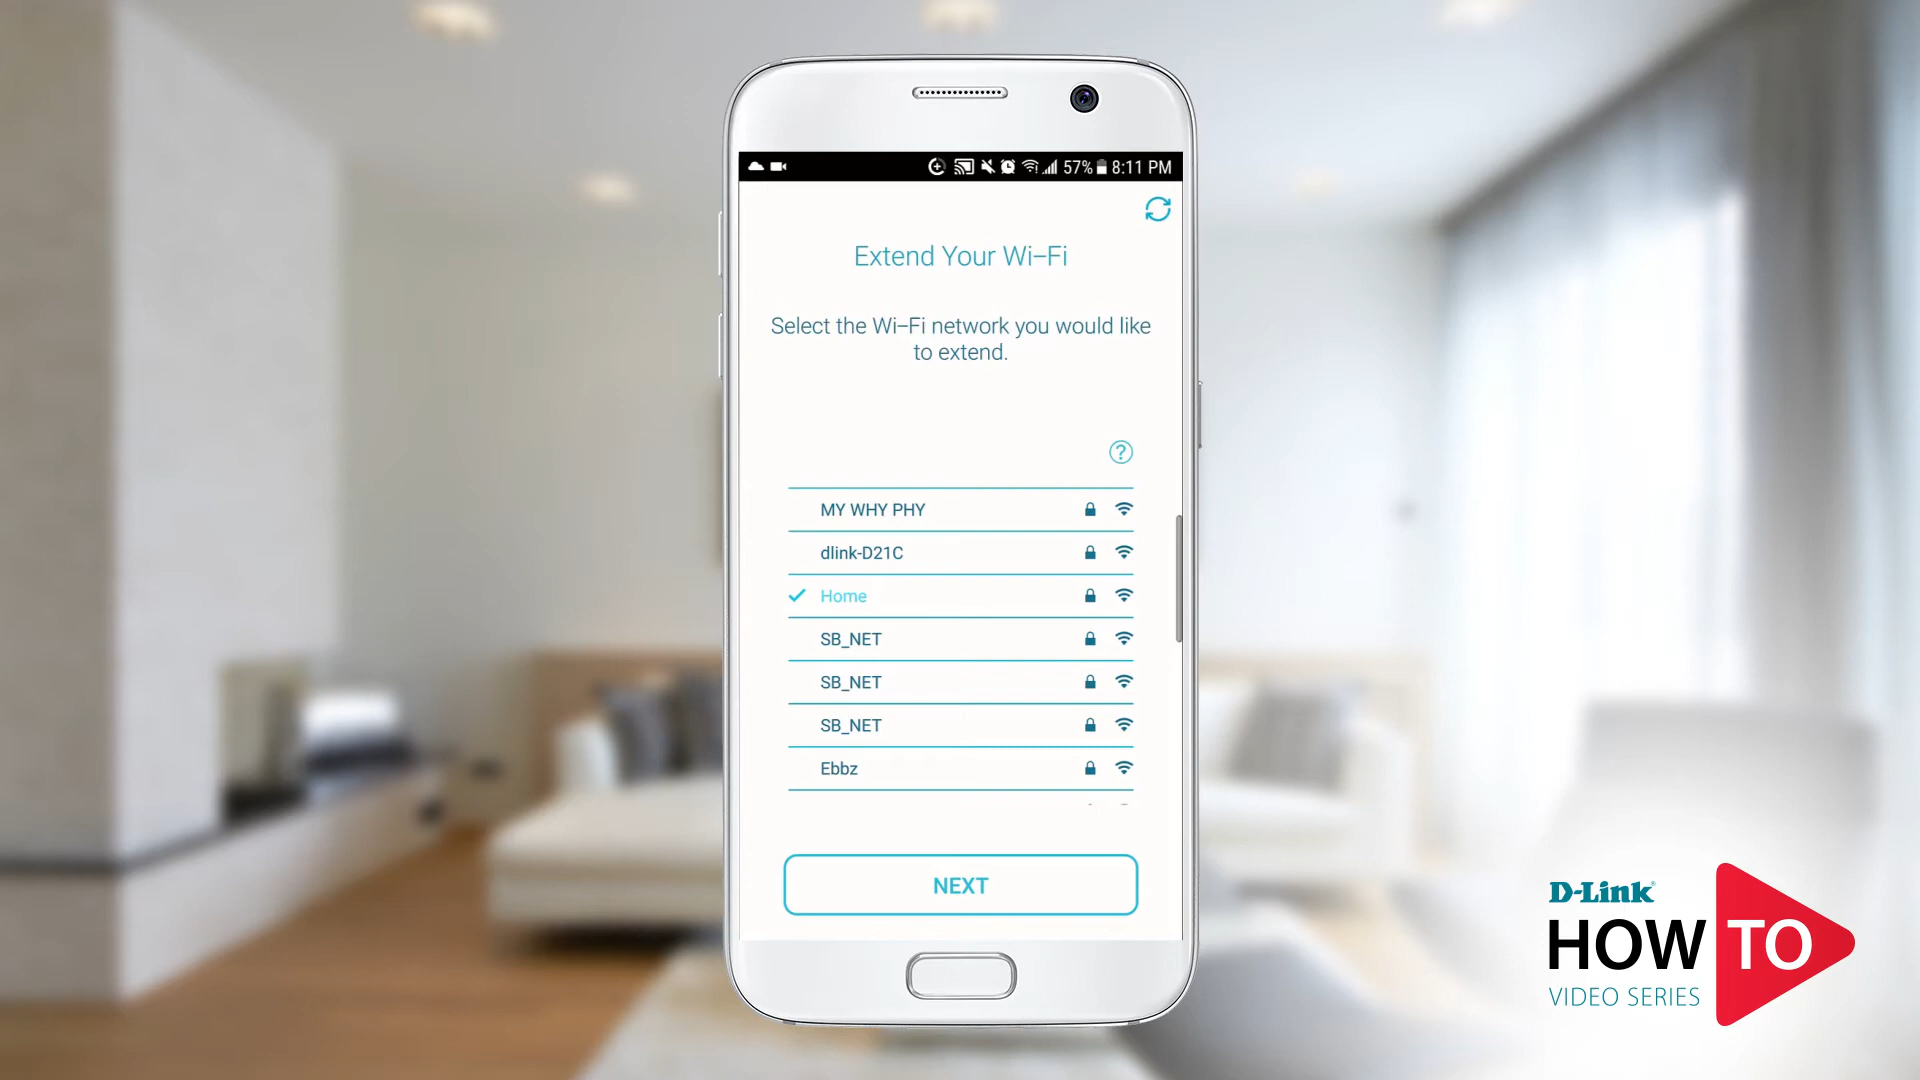 57% 8:11 PM
Extend Your Wi-Fi
Select the Wi-Fi network you would like
to extend.
?
MY WHY PHY
dlink-D21C
Home
SB_NET
SB_NET
SB_NET
Ebbz
NEXT
D-Link®
HOW TO
VIDEO SERIES